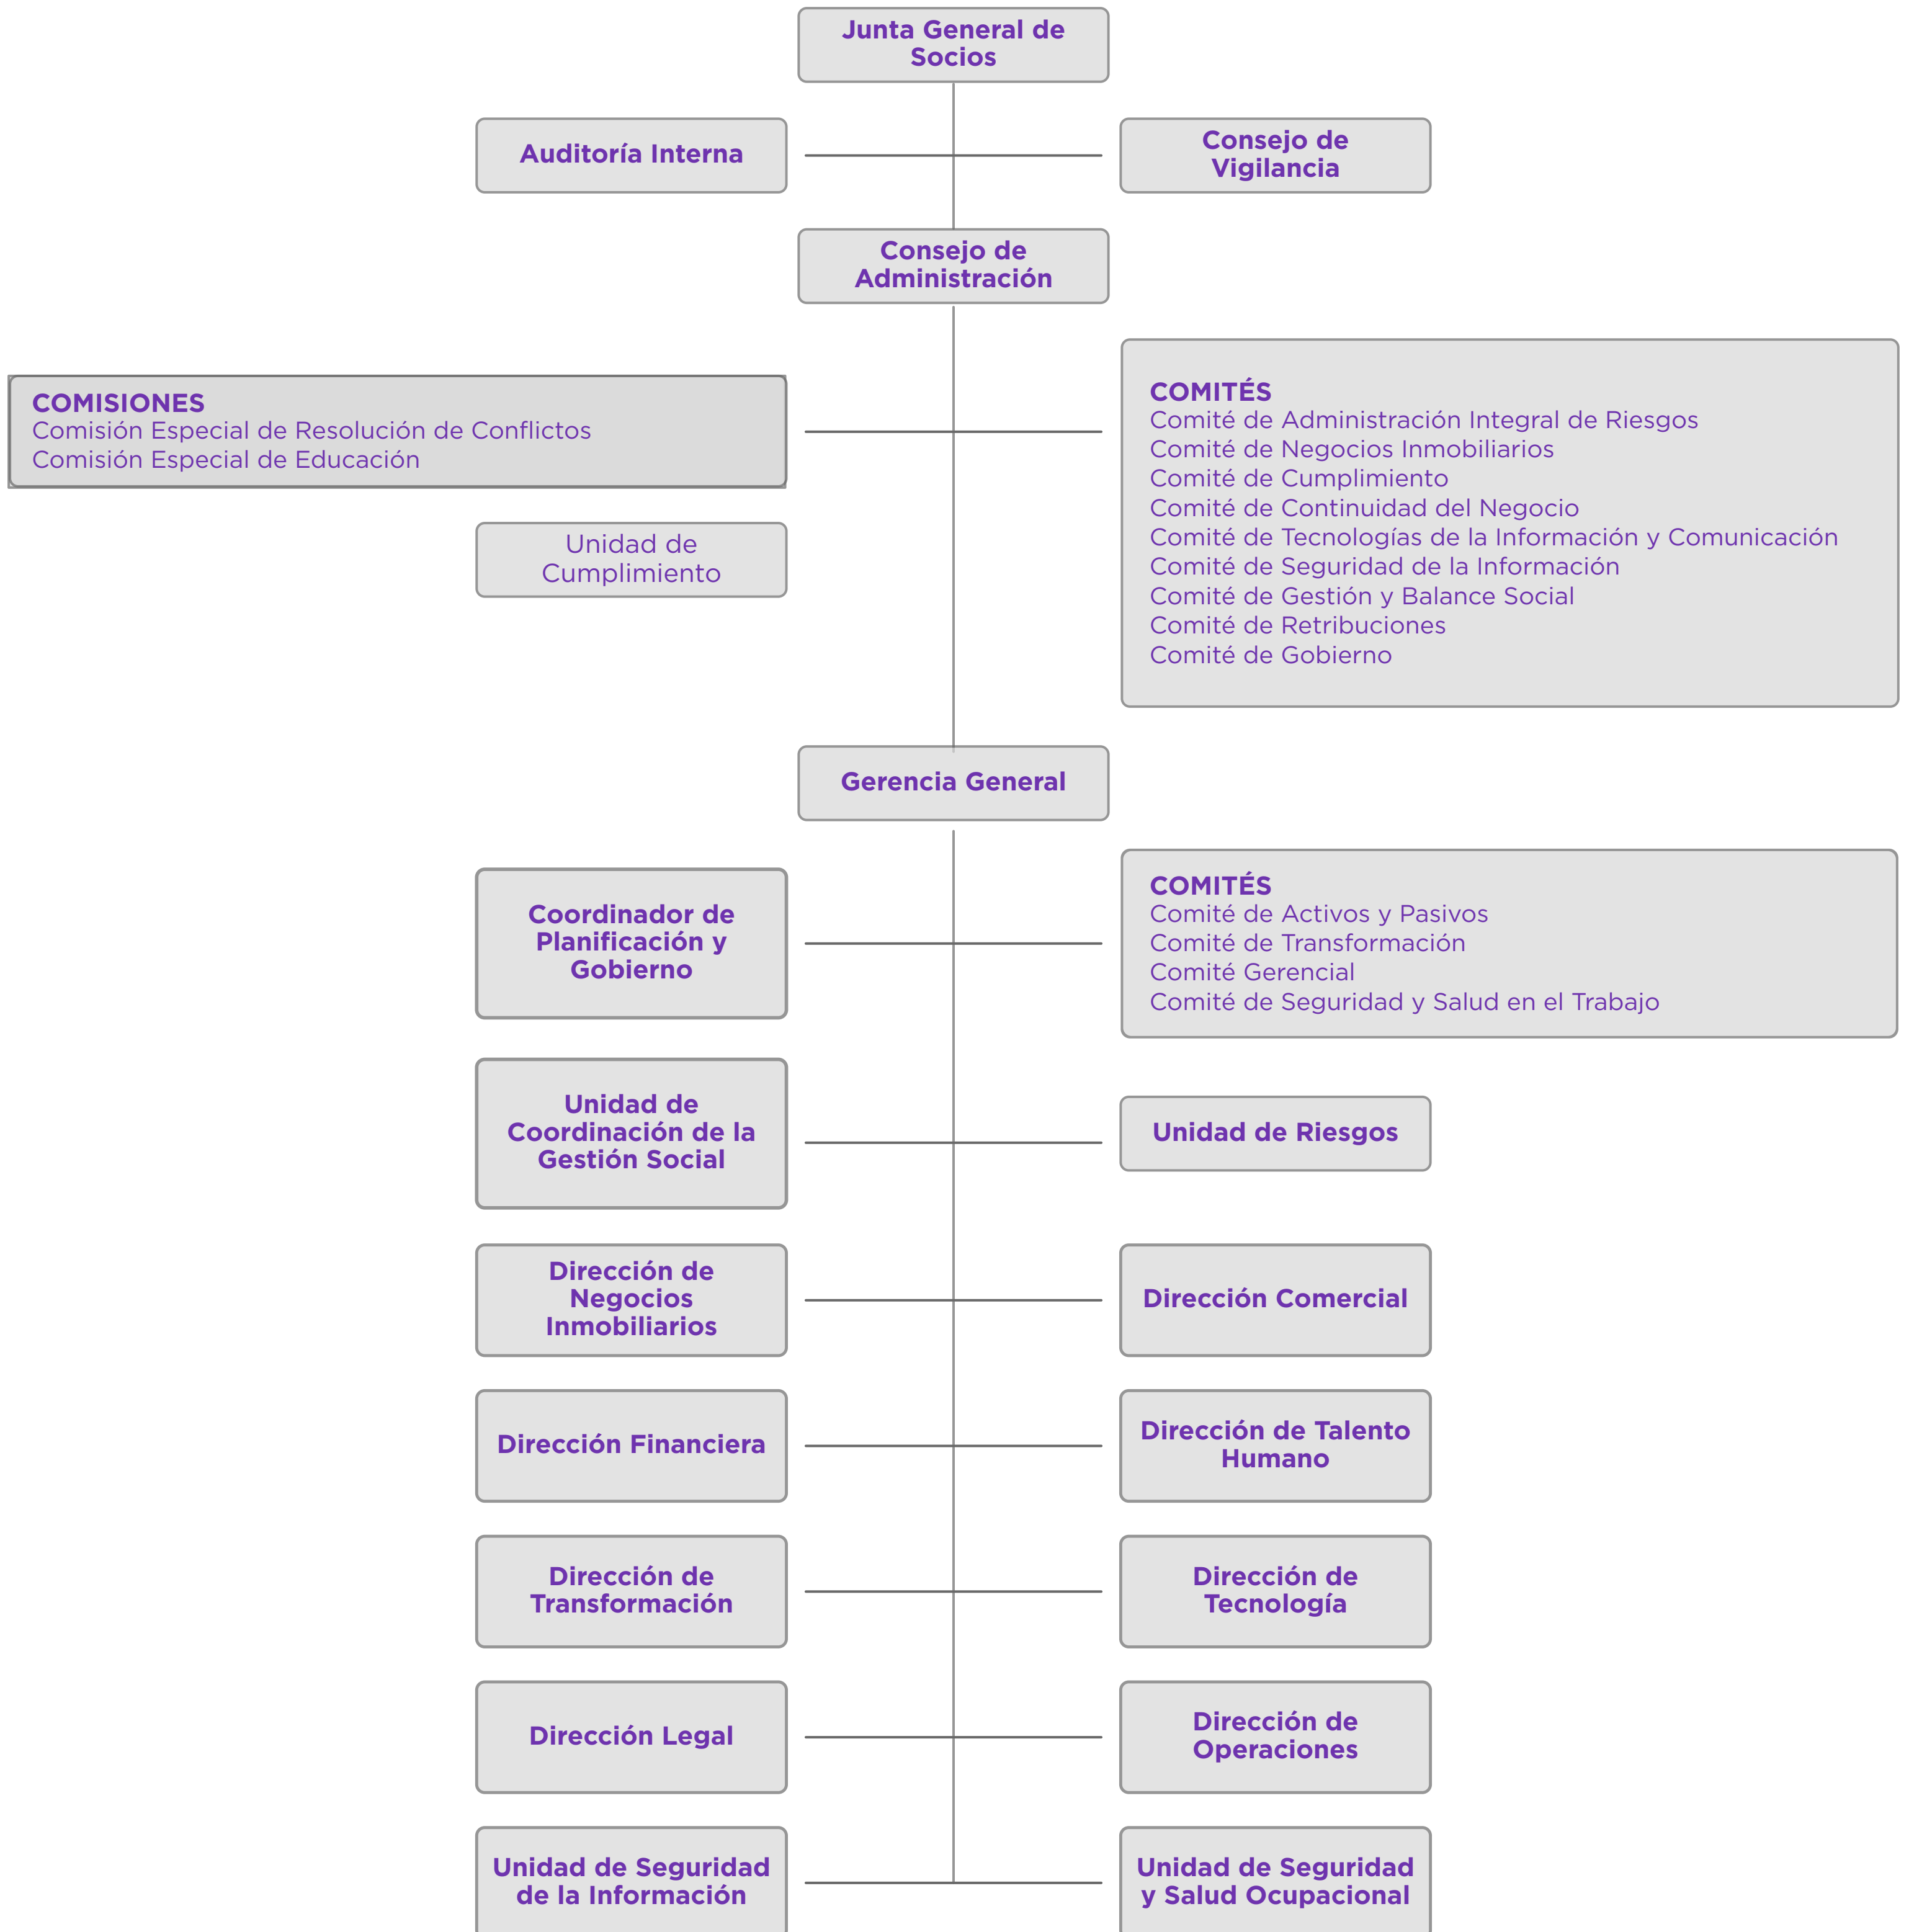 Junta General de
Socios
Auditoría Interna
Consejo de
Vigilancia
Consejo de
Administración
COMISIONES
Comisión Especial de Resolución de Conflictos
Comisión Especial de Educación
Unidad de
Cumplimiento
COMITÉS
Comité de Administración Integral de Riesgos
Comité de Negocios Inmobiliarios
Comité de Cumplimiento
Comité de Continuidad del Negocio
Comité de Tecnologías de la Información y Comunicación
Comité de Seguridad de la Información
Comité de Gestión y Balance Social
Comité de Retribuciones
Comité de Gobierno
Gerencia General
Coordinador de
Planificación y
Gobierno
COMITÉS
Comité de Activos y Pasivos
Comité de Transformación
Comité Gerencial
Comité de Seguridad y Salud en el Trabajo
Unidad de
Coordinación de la
Gestión Social
Unidad de Riesgos
Dirección de
Negocios
Inmobiliarios
Dirección Comercial
Dirección Financiera
Dirección de Talento
Humano
Dirección de
Transformación
Dirección de
Tecnología
Dirección Legal
Dirección de
Operaciones
Unidad de Seguridad
de la Información
Unidad de Seguridad
y Salud Ocupacional